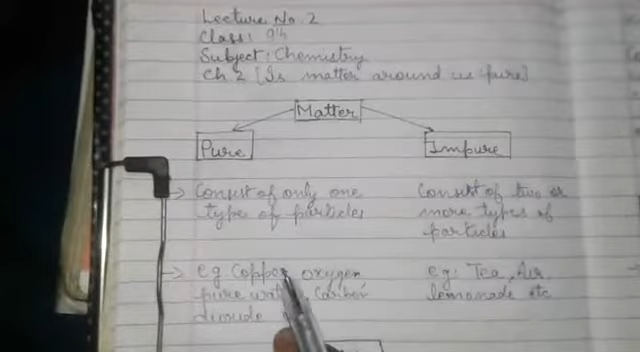 Lecture No. 2
Class: 9th
Subject: Chemistry
Ch 2 [Is matter around us pure]
Matter
Pure
Impure
Consist of only one
type of particles
Consist of two or
more types of
particles
eg Copper oxygen
pure Carbon
dioxide
eg: Tea, Air
lemonade etc